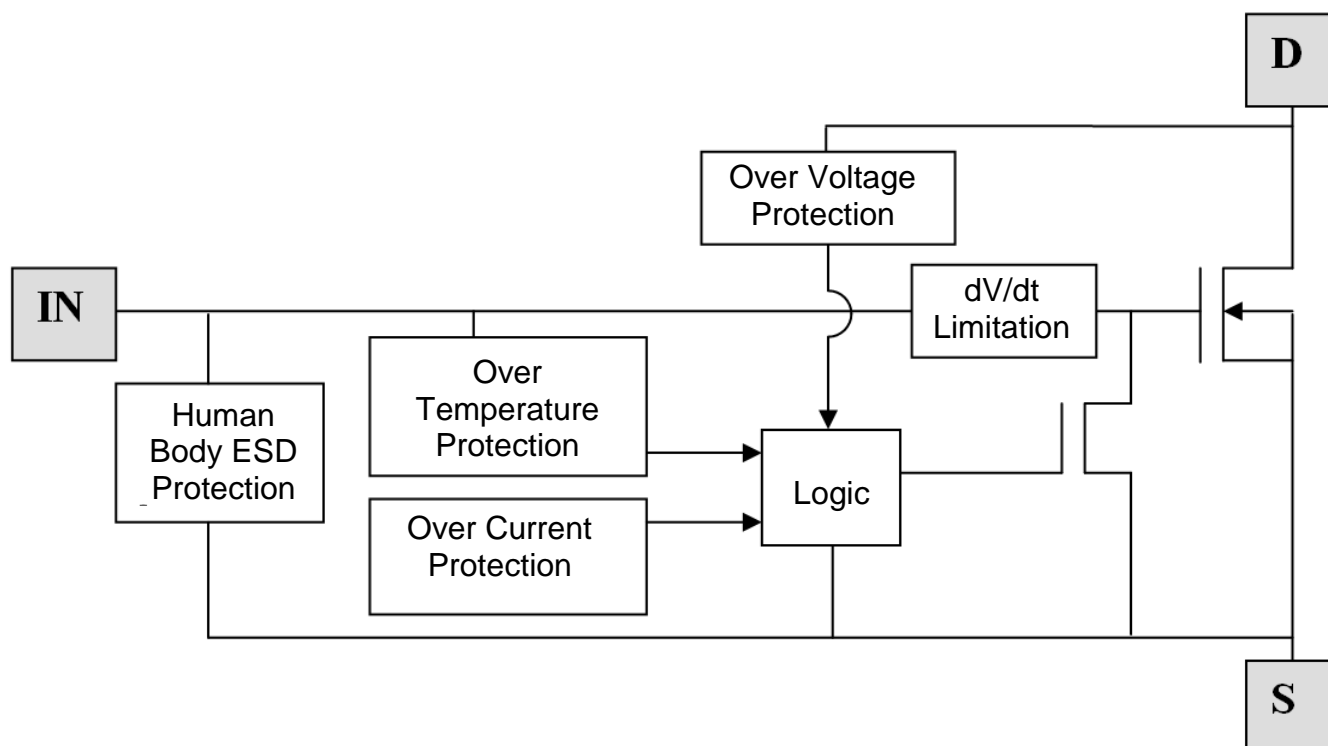 D
Over Voltage
Protection
IN
dV/dt
Limitation
Over
Temperature
Protection
Human
Body ESD
Protection
Logic
Over Current
Protection
S